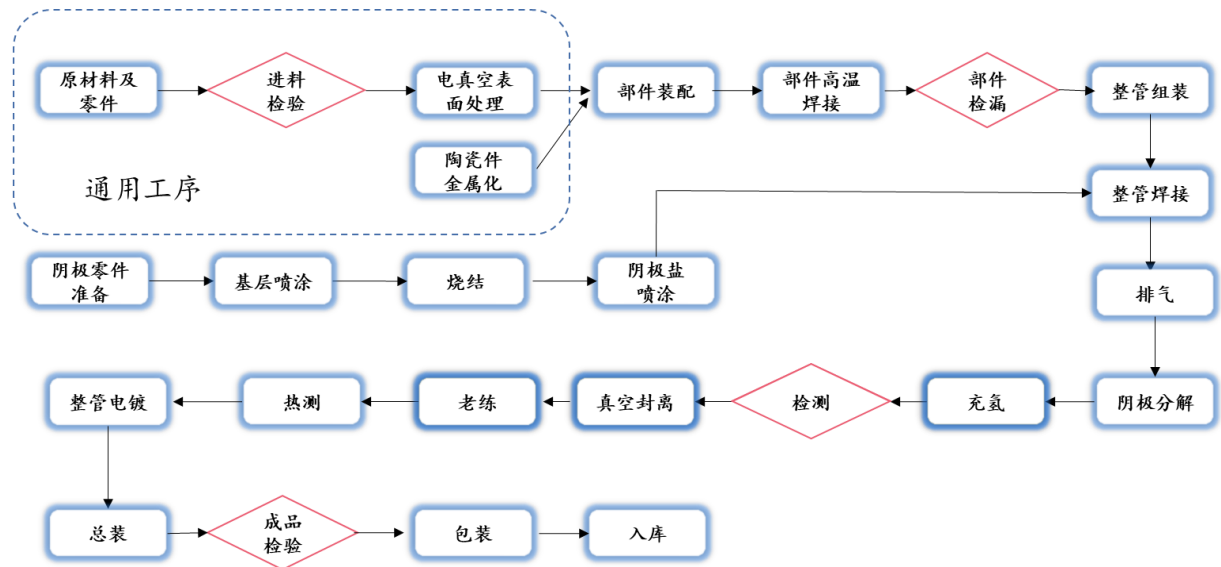 原材料及
零件
进料
检验
电真空表
面处理
陶瓷件
金属化
通用工序
部件装配
部件高温
焊接
部件
检漏
整管组装
整管焊接
阴极零件
准备
基层喷涂
烧结
阴极盐
喷涂
排气
阴极分解
充氢
检测
真空封离
老练
热测
整管电镀
总装
成品
检验
包装
入库